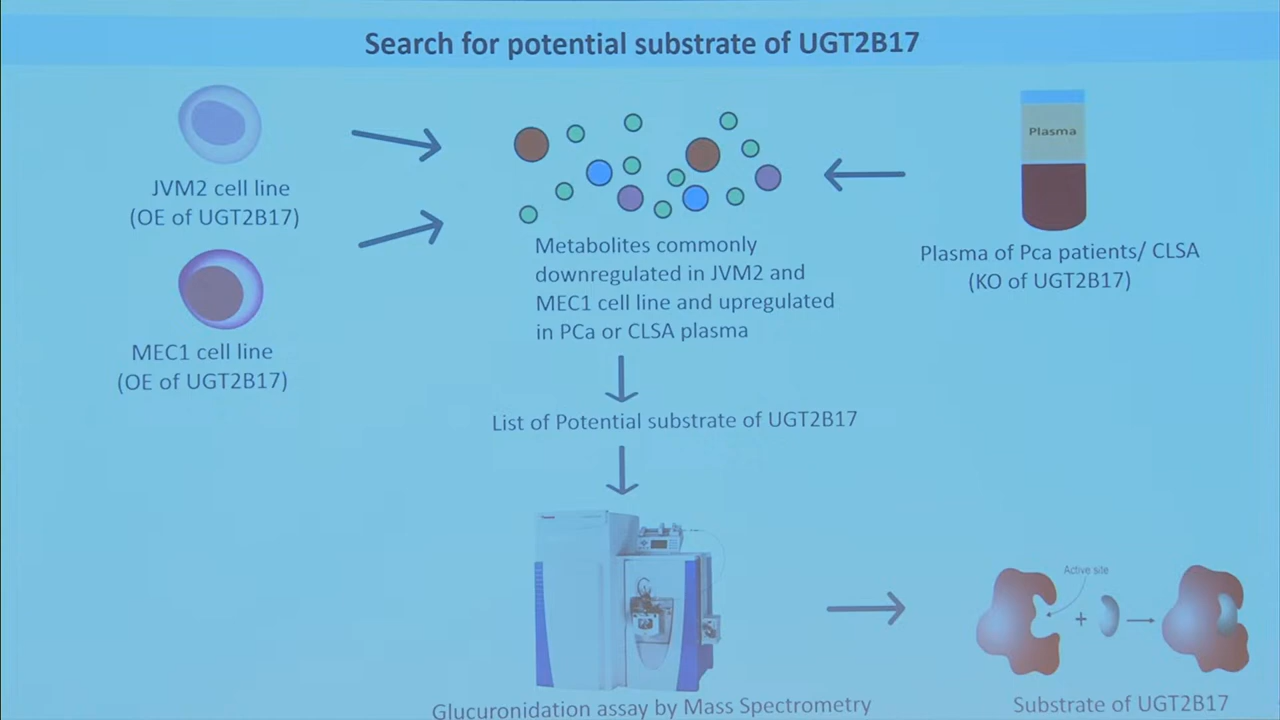 Search for potential substrate of UGT2B17
JVM2 cell line
(OE of UGT2B17)
MEC1 cell line
(OE of UGT2B17)
Metabolites commonly
downregulated in JVM2 and
MEC1 cell line and upregulated
in PCa or CLSA plasma
Plasma
Plasma of Pca patients/ CLSA
(KO of UGT2B17)
List of Potential substrate of UGT2B17
Glucuronidation assay by Mass Spectrometry
Active site
+
Substrate of UGT2B17